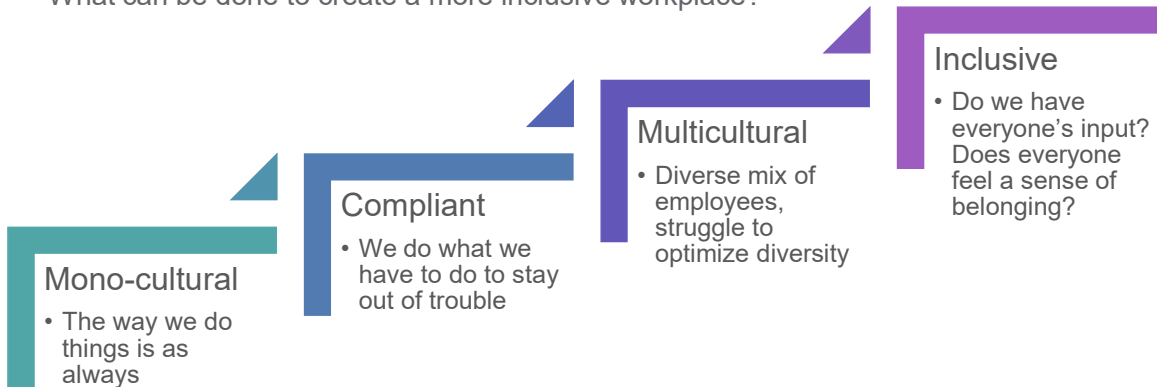 What can be done to create a more inclusive workplace?
Inclusive
• Do we have
everyone's input?
Does everyone
feel a sense of
belonging?
Multicultural
• Diverse mix of
employees,
struggle to
optimize diversity
Compliant
• We do what we
have to do to stay
out of trouble
Mono-cultural
• The way we do
things is as
always